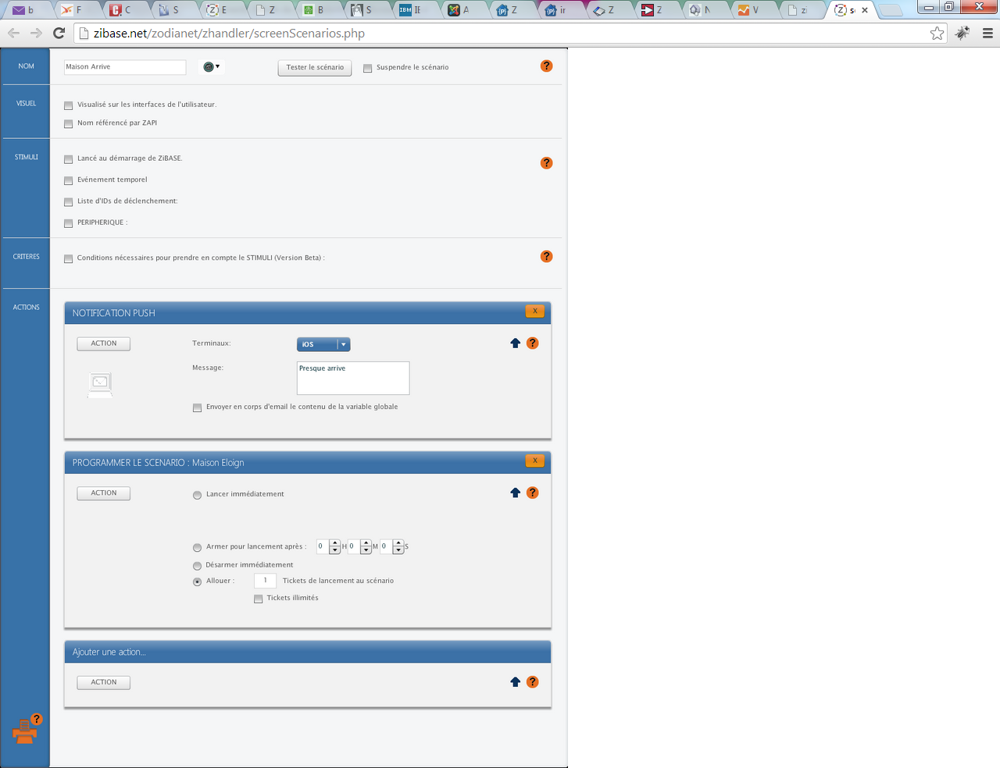 b F C S E Z B S IBM IE A Z ir Z Z N V zi s
zibase.net/zodianet/zhandler/screenScenarios.php
NOM Maison Arrive Tester le scénario Suspendre le scénario ?
VISUEL Visualisé sur les interfaces de l'utilisateur.
Nom référencé par ZAPI
STIMULI Lancé au démarrage de ZiBASE. ?
Evénement temporel
Liste d'IDs de déclenchement:
PERIPHERIQUE :
CRITERES Conditions nécessaires pour prendre en compte le STIMULI (Version Beta) : ?
ACTIONS
NOTIFICATION PUSH X
ACTION Terminaux: iOS ?
Message: Presque arrive
Envoyer en corps d'email le contenu de la variable globale
PROGRAMMER LE SCENARIO : Maison Eloign X
ACTION Lancer immédiatement ?
Armer pour lancement après : 0 H 0 M 0 S
Désarmer immédiatement
Allouer : 1 Tickets de lancement au scénario
Tickets illimités
Ajouter une action...
ACTION ?
?